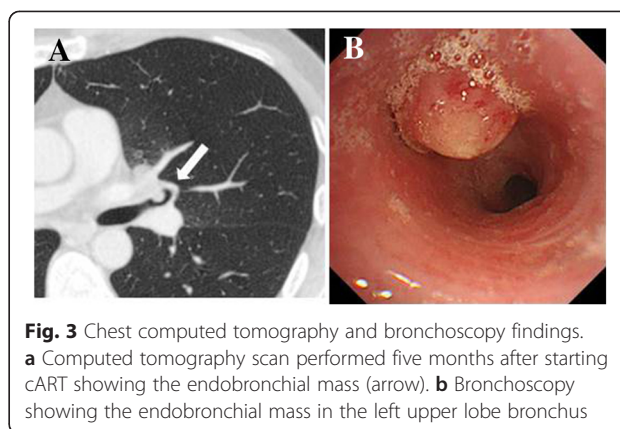 A
B
Fig. 3 Chest computed tomography and bronchoscopy findings.
a Computed tomography scan performed five months after starting
cART showing the endobronchial mass (arrow). b Bronchoscopy
showing the endobronchial mass in the left upper lobe bronchus